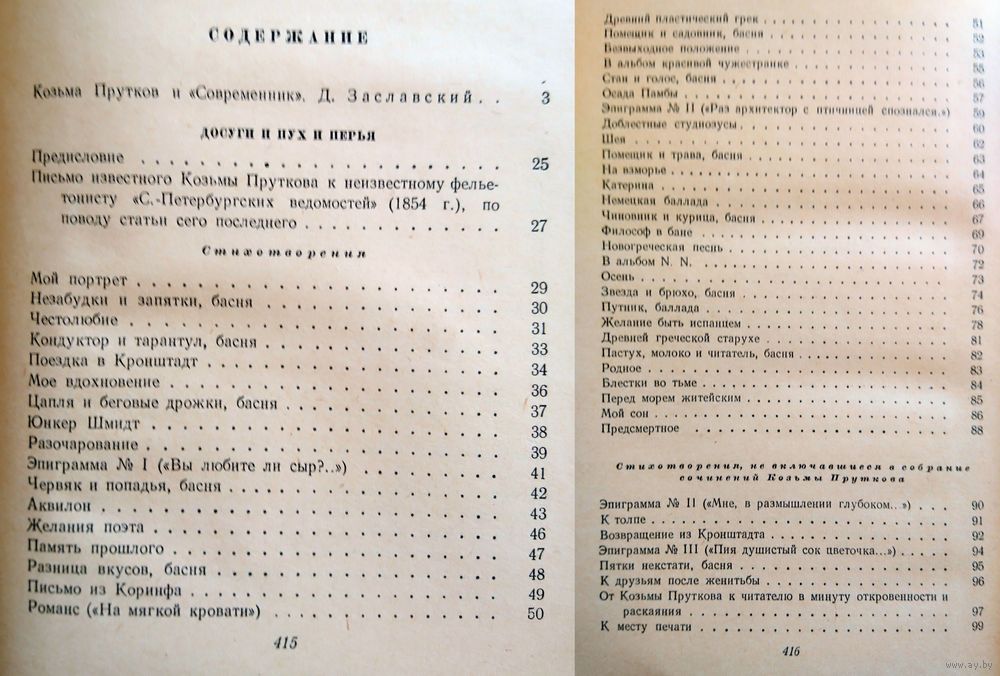 СОДЕРЖАНИЕ
Козьма Прутков и «Современник». Д. Заславский . . 3
ДОСУГИ И ПУХ И ПЕРЬЯ
Предисловие . . . . . . . . . . 25
Письмо известного Козьмы Пруткова к неизвестному фелье-
тонисту «С.-Петербургских ведомостей» (1854 г.), по
поводу статьи сего последнего . . . . . . . . . . 27
Стихотворения
Мой портрет . . . . . . . . . . 29
Незабудки и запятки, басня . . . . . . . . . . 30
Честолюбие . . . . . . . . . . 31
Кондуктор и тарантул, басня . . . . . . . . . . 33
Поездка в Кронштадт . . . . . . . . . . 34
Мое вдохновение . . . . . . . . . . 36
Цапля и беговые дрожки, басня . . . . . . . . . . 37
Юнкер Шмидт . . . . . . . . . . 38
Разочарование . . . . . . . . . . 39
Эпиграмма № I («Вы любите ли сыр?..») . . . . . . . 41
Червяк и попадья, басня . . . . . . . . . . 42
Аквилон . . . . . . . . . . 43
Желания поэта . . . . . . . . . . 46
Память прошлого . . . . . . . . . . 47
Разница вкусов, басня . . . . . . . . . . 48
Письмо из Коринфа . . . . . . . . . . 49
Романс («На мягкой кровати») . . . . . . . . . . 50
415
Древний пластический грек . . . . . . . . . . 51
Помещик и садовник, басня . . . . . . . . . . 52
Безвыходное положение . . . . . . . . . . 53
В альбом красивой чужестранке . . . . . . . . . . 55
Стан и голос, басня . . . . . . . . . . 56
Осада Памбы . . . . . . . . . . 57
Эпиграмма № II («Раз архитектор с птичницей спознался.») 59
Доблестные студиозусы . . . . . . . . . . 60
Шея . . . . . . . . . . 62
Помещик и трава, басня . . . . . . . . . . 63
На взморье . . . . . . . . . . 64
Катерина . . . . . . . . . . 65
Немецкая баллада . . . . . . . . . . 66
Чиновник и курица, басня . . . . . . . . . . 67
Философ в бане . . . . . . . . . . 69
Новогреческая песнь . . . . . . . . . . 70
В альбом N. N. . . . . . . . . . . 72
Осень . . . . . . . . . . 73
Звезда и брюхо, басня . . . . . . . . . . 74
Путник, баллада . . . . . . . . . . 76
Желание быть испанцем . . . . . . . . . . 78
Древней греческой старухе . . . . . . . . . . 81
Пастух, молоко и читатель, басня . . . . . . . . . . 82
Родное . . . . . . . . . . 83
Блестки во тьме . . . . . . . . . . 84
Перед морем житейским . . . . . . . . . . 85
Мой сон . . . . . . . . . . 86
Предсмертное . . . . . . . . . . 88
Стихотворения, не включавшиеся в собрание
сочинений Козьмы Пруткова
Эпиграмма № II («Мне, в размышлении глубоком...») . . . 90
К толпе . . . . . . . . . . 91
Возвращение из Кронштадта . . . . . . . . . . 92
Эпиграмма № III («Пия душистый сок цветочка...») . . . . 94
Пятки некстати, басня . . . . . . . . . . 95
К друзьям после женитьбы . . . . . . . . . . 96
От Козьмы Пруткова к читателю в минуту откровенности и
раскаяния . . . . . . . . . . 97
К месту печати . . . . . . . . . . 99
416
www.ay.by